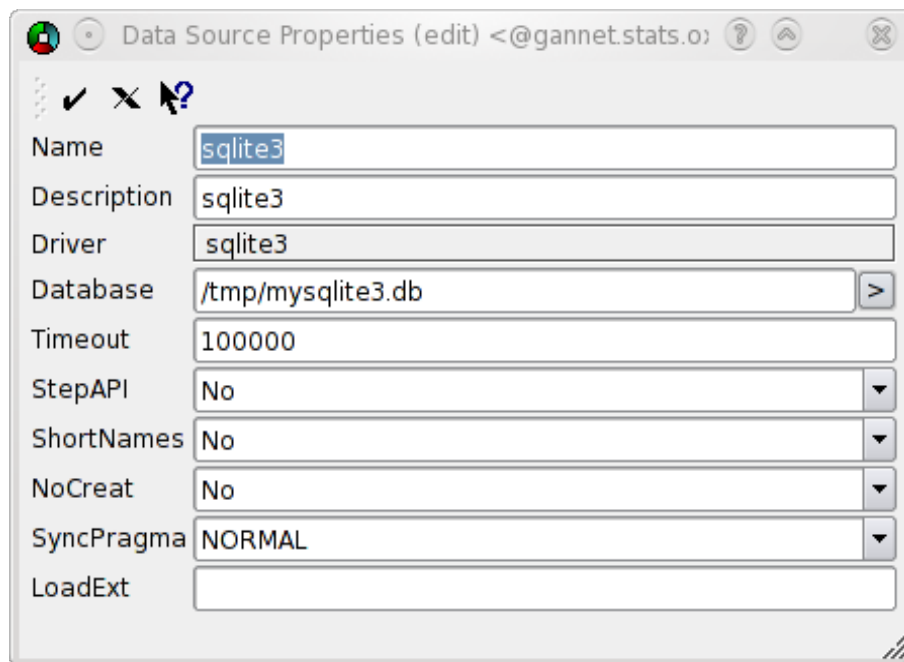 Data Source Properties (edit) <@gannet.stats.ox
Name sqlite3
Description sqlite3
Driver sqlite3
Database /tmp/mysqlite3.db >
Timeout 100000
StepAPI No
ShortNames No
NoCreat No
SyncPragma NORMAL
LoadExt